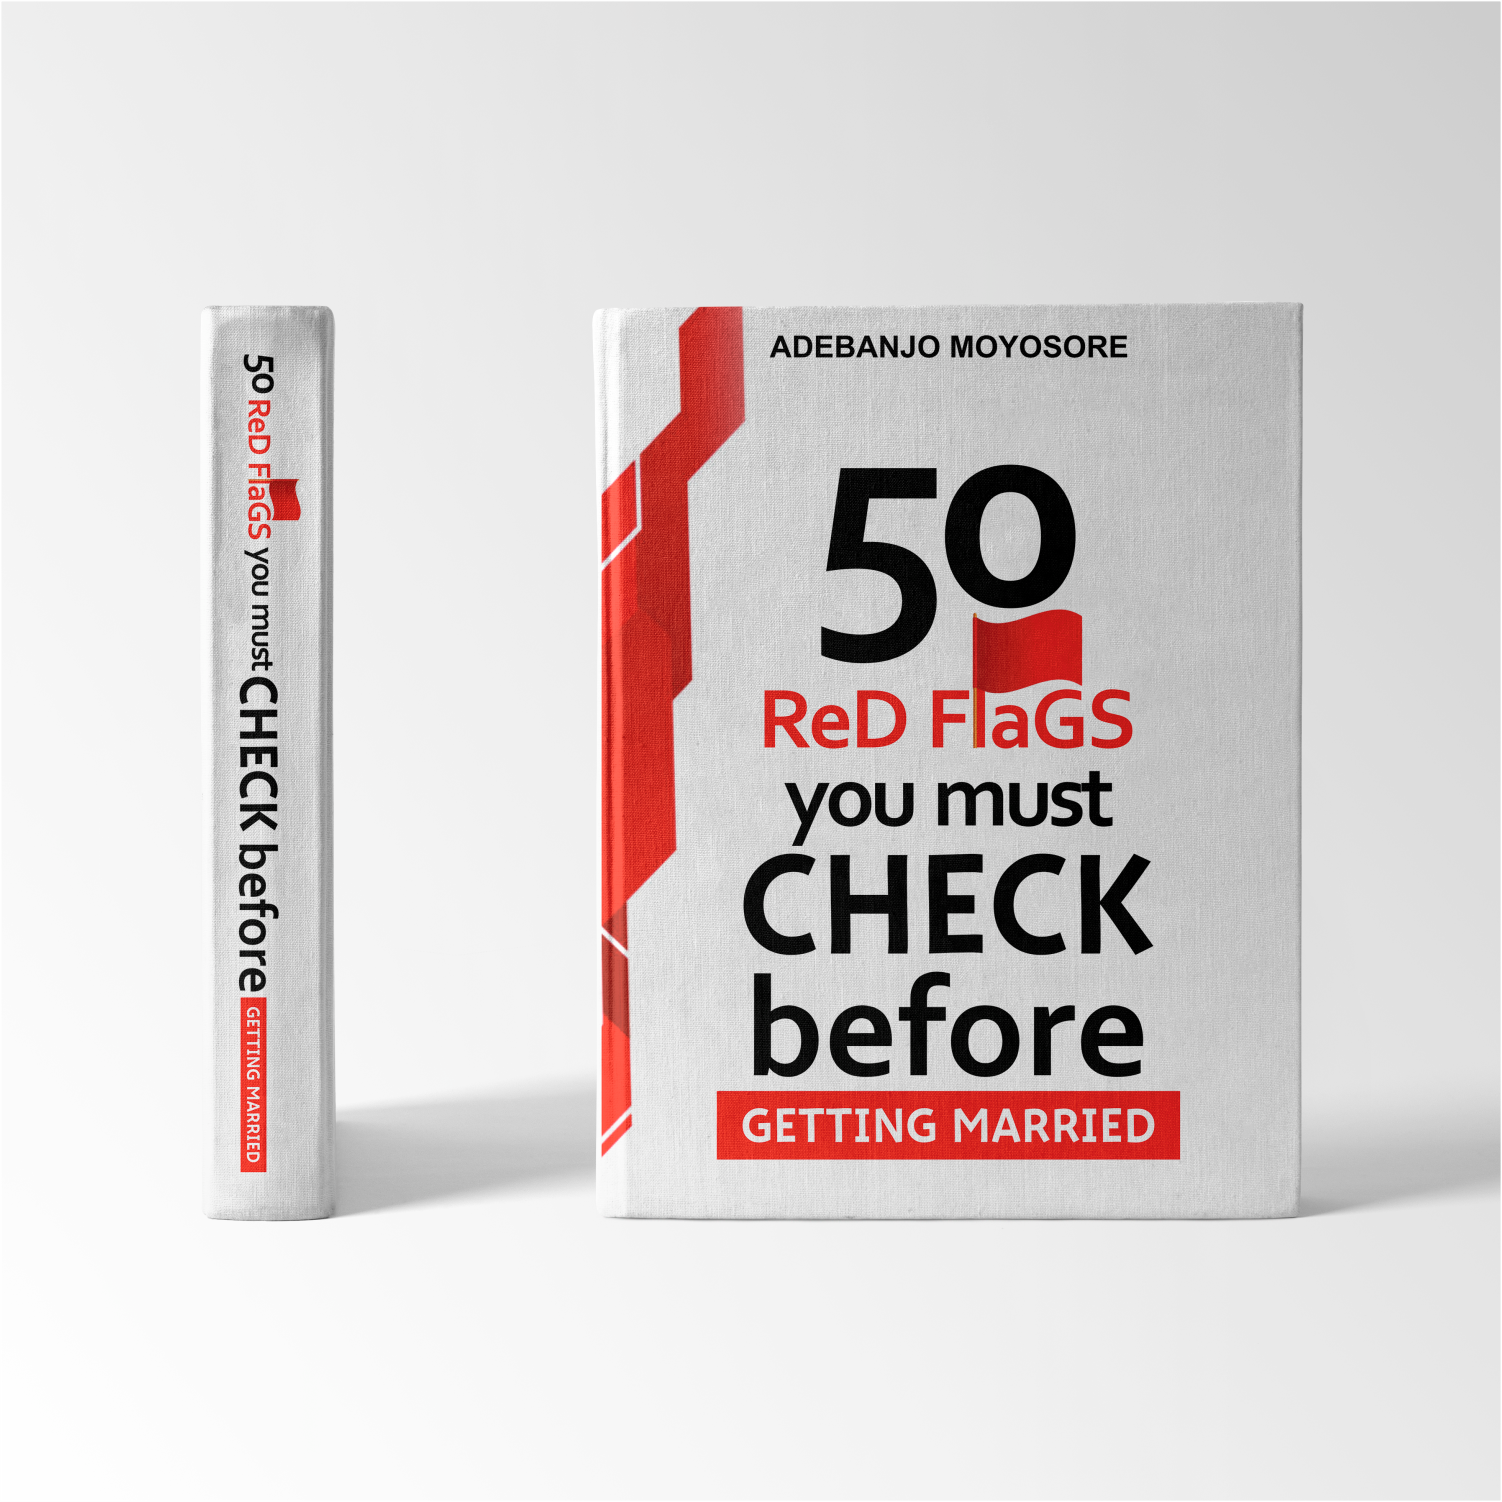 50 ReD FlaGS you must CHECK before GETTING MARRIED
ADEBANJO MOYOSORE
50
ReD FlaGS
you must
CHECK
before
GETTING MARRIED